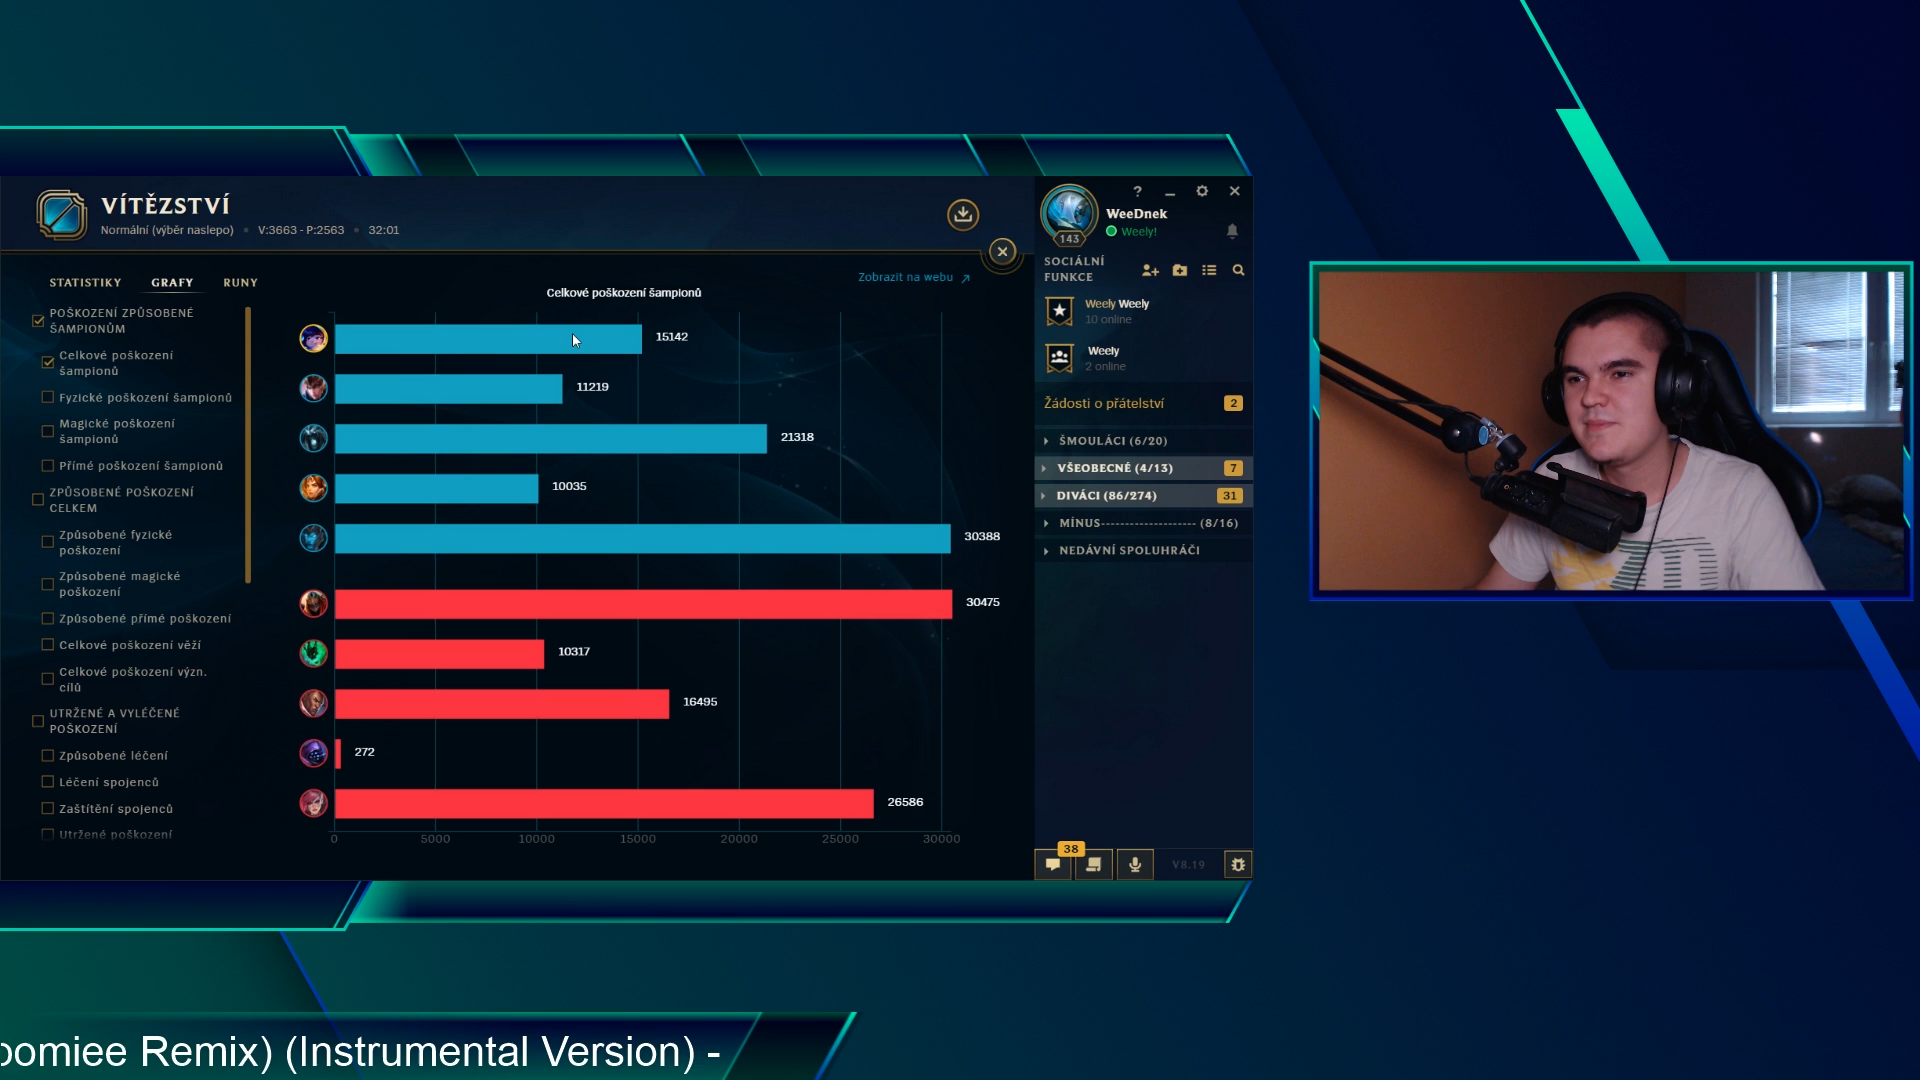 VÍTĚZSTVÍ
Normální (výběr naslepo) • V:3663 - P:2563 • 32:01
STATISTIKY GRAFY RUNY
Zobrazit na webu
POŠKOZENÍ ZPŮSOBENÉ
ŠAMPIONŮM
Celkové poškození
šampionů
Fyzické poškození šampionů
Magické poškození
šampionů
Přímé poškození šampionů
ZPŮSOBENÉ POŠKOZENÍ
CELKEM
Způsobené fyzické
poškození
Způsobené magické
poškození
Způsobené přímé poškození
Celkové poškození věží
Celkové poškození význ.
cílů
UTRŽENÉ A VYLÉČENÉ
POŠKOZENÍ
Způsobené léčení
Léčení spojenců
Zaštítění spojenců
Utržené poškození
Celkové poškození šampionů
15142
11219
21318
10035
30388
30475
10317
16495
272
26586
0 5000 10000 15000 20000 25000 30000
?
143
WeeDnek
Weely!
SOCIÁLNÍ
FUNKCE
Weely Weely
10 online
Weely
2 online
Žádosti o přátelství 2
ŠMOULÁCI (6/20)
VŠEOBECNÉ (4/13) 7
DIVÁCI (86/274) 31
MÍNUS-------------------- (8/16)
NEDÁVNÍ SPOLUHRÁČI
38
V8.19
oomiee Remix) (Instrumental Version) -